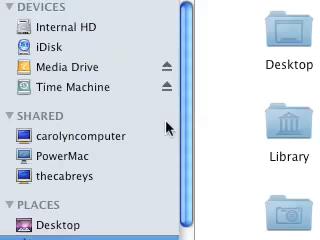 DEVICES
Internal HD
iDisk
Media Drive
Time Machine
SHARED
carolyncomputer
PowerMac
thecabreys
PLACES
Desktop
Desktop
Library